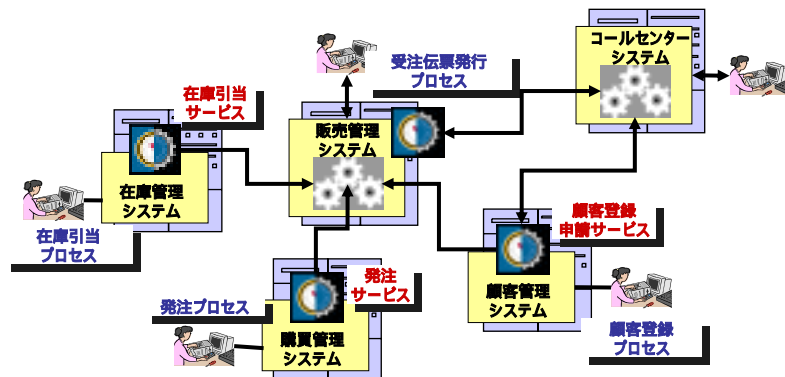 コールセンター
システム
受注伝票発行
プロセス
在庫引当
サービス
販売管理
システム
在庫管理
システム
在庫引当
プロセス
顧客登録
申請サービス
発注
サービス
発注プロセス
顧客管理
システム
購買管理
システム
顧客登録
プロセス